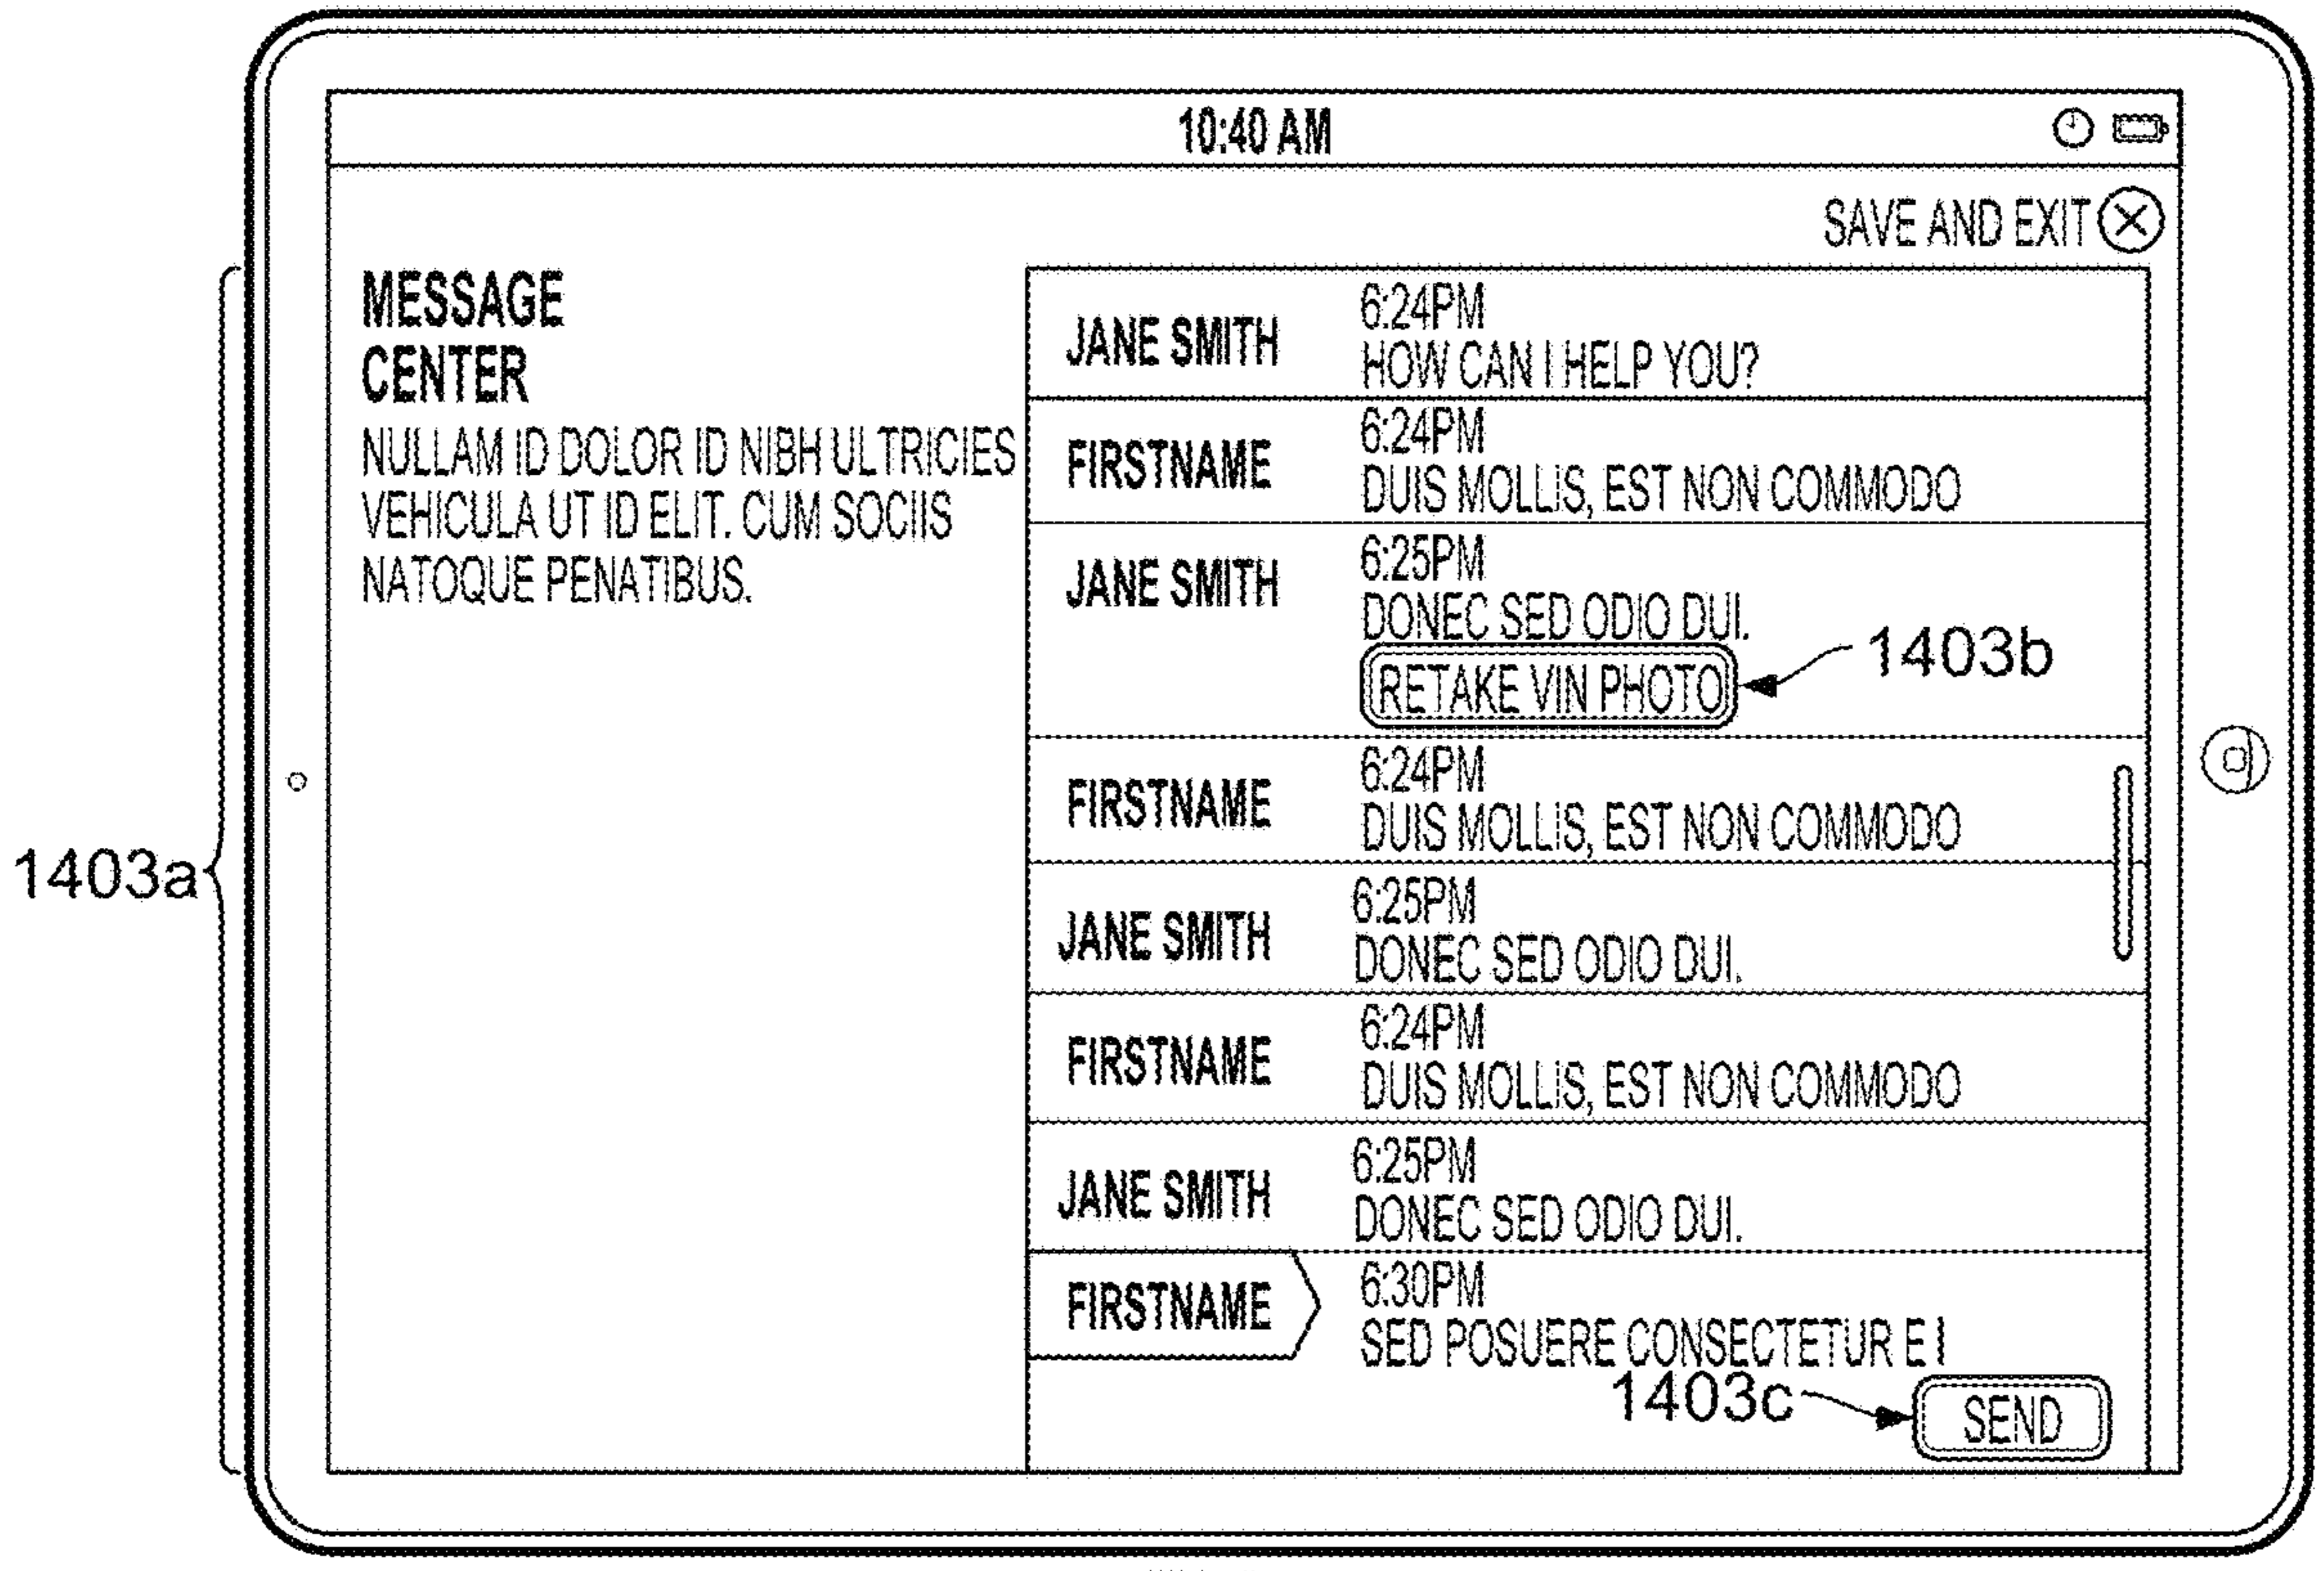 10:40 AM
SAVE AND EXIT
MESSAGE
CENTER
NULLAM ID DOLOR ID NIBH ULTRICIES
VEHICULA UT ID ELIT. CUM SOCIIS
NATOQUE PENATIBUS.
1403a
JANE SMITH
6:24PM
HOW CAN I HELP YOU?
FIRSTNAME
6:24PM
DUIS MOLLIS, EST NON COMMODO
JANE SMITH
6:25PM
DONEC SED ODIO DUI.
RETAKE VIN PHOTO
1403b
FIRSTNAME
6:24PM
DUIS MOLLIS, EST NON COMMODO
JANE SMITH
6:25PM
DONEC SED ODIO DUI.
FIRSTNAME
6:24PM
DUIS MOLLIS, EST NON COMMODO
JANE SMITH
6:25PM
DONEC SED ODIO DUI.
FIRSTNAME
6:30PM
SED POSUERE CONSECTETUR E |
1403c
SEND